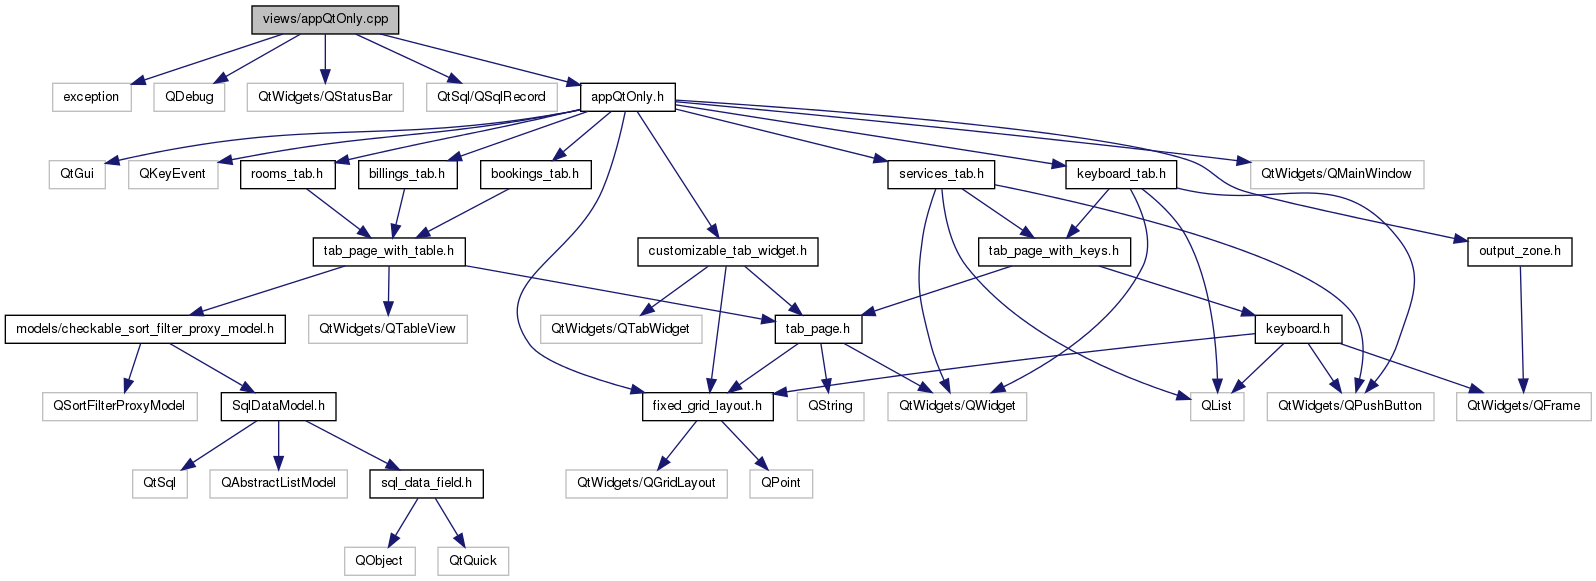 views/appQtOnly.cpp
exception
QDebug
QtWidgets/QStatusBar
QtSql/QSqlRecord
appQtOnly.h
QtGui
QKeyEvent
rooms_tab.h
billings_tab.h
bookings_tab.h
services_tab.h
keyboard_tab.h
QtWidgets/QMainWindow
tab_page_with_table.h
customizable_tab_widget.h
tab_page_with_keys.h
output_zone.h
models/checkable_sort_filter_proxy_model.h
QtWidgets/QTableView
QtWidgets/QTabWidget
tab_page.h
keyboard.h
QSortFilterProxyModel
SqlDataModel.h
fixed_grid_layout.h
QString
QtWidgets/QWidget
QList
QtWidgets/QPushButton
QtWidgets/QFrame
QtSql
QAbstractListModel
sql_data_field.h
QtWidgets/QGridLayout
QPoint
QObject
QtQuick